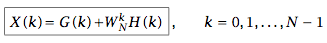 X(k) = G(k) + W_N^k H(k) , k = 0, 1, ..., N − 1